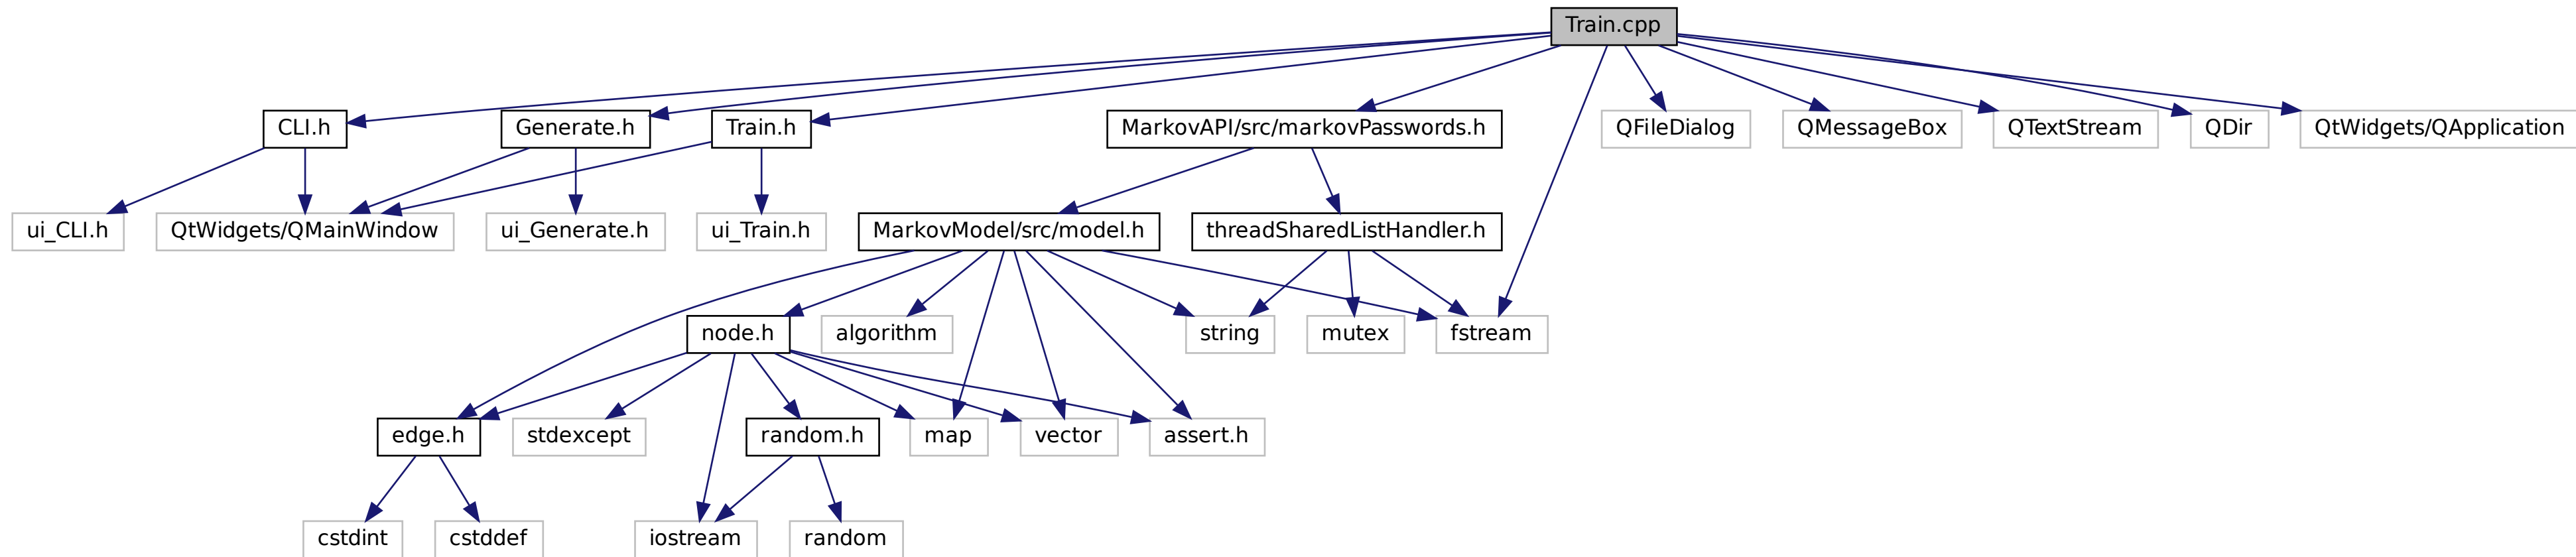 Train.cpp
CLI.h
Generate.h
Train.h
MarkovAPI/src/markovPasswords.h
QFileDialog
QMessageBox
QTextStream
QDir
QtWidgets/QApplication
ui_CLI.h
QtWidgets/QMainWindow
ui_Generate.h
ui_Train.h
MarkovModel/src/model.h
threadSharedListHandler.h
node.h
algorithm
string
mutex
fstream
edge.h
stdexcept
random.h
map
vector
assert.h
cstdint
cstddef
iostream
random